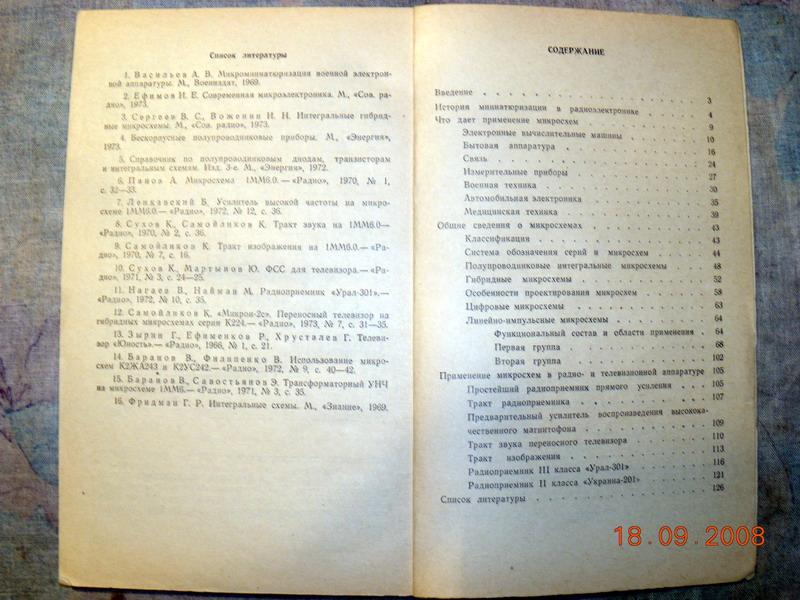 Список литературы
1. Васильев А. В. Микроминиатюризация военной электрон-
ной аппаратуры. М., Воениздат, 1969.
2. Ефимов И. Е. Современная микроэлектроника. М., «Сов. ра-
дио», 1973.
3. Сергеев В. С., Воженин И. Н. Интегральные гибрид-
ные микросхемы. М., «Сов. радио», 1973.
4. Бескорпусные полупроводниковые приборы. М., «Энергия»,
1973.
5. Справочник по полупроводниковым диодам, транзисторам
и интегральным схемам. Изд. 3-е. М., «Энергия», 1972.
6. Панов А. Микросхема 1ММ6.0.— «Радио», 1970, № 1,
с. 32—33.
7. Ленкавский Б. Усилитель высокой частоты на микро-
схеме 1ММ6.0.— «Радио», 1972, № 12, с. 36.
8. Сухов К., Самойликов К. Тракт звука на 1ММ6.0.—
«Радио», 1970, № 2, с. 36.
9. Самойликов К. Тракт изображения на 1ММ6.0.— «Ра-
дио», 1970, № 7, с. 16.
10. Сухов К., Мартынов Ю. ФСС для телевизора.— «Ра-
дио», 1971, № 3, с. 24—25.
11. Нагаев В., Найман М. Радиоприемник «Урал-301».—
«Радио», 1972, № 10, с. 35.
12. Самойликов К. «Микрон-2с». Переносный телевизор на
гибридных микросхемах серии К224.— «Радио», 1973, № 7, с. 31—35.
13. Зырин Г., Ефименков Р., Хрусталев Г. Телеви-
зор «Юность».— «Радио», 1966, № 1, с. 21.
14. Баранов В., Филипенко В. Использование микро-
схем К2ЖА243 и К2УС242.— «Радио», 1972, № 9, с. 40—42.
15. Баранов В., Савостьянов Э. Трансформаторный УНЧ
на микросхеме 1ММ6.— «Радио», 1971, № 3, с. 35.
16. Фридман Г. Р. Интегральные схемы. М., «Знание», 1969.
СОДЕРЖАНИЕ
Введение 3
История миниатюризации в радиоэлектронике 4
Что дает применение микросхем 9
Электронные вычислительные машины 10
Бытовая аппаратура 16
Связь 24
Измерительные приборы 27
Военная техника 30
Автомобильная электроника 35
Медицинская техника 39
Общие сведения о микросхемах 43
Классификация 43
Система обозначения серий и микросхем 44
Полупроводниковые интегральные микросхемы 48
Гибридные микросхемы 52
Особенности проектирования микросхем 58
Цифровые микросхемы 63
Линейно-импульсные микросхемы 64
Функциональный состав и области применения 64
Первая группа 68
Вторая группа 102
Применение микросхем в радио- и телевизионной аппаратуре 105
Простейший радиоприемник прямого усиления 105
Тракт радиоприемника 107
Предварительный усилитель воспроизведения высокока-
чественного магнитофона 109
Тракт звука переносного телевизора 110
Тракт изображения 113
Радиоприемник III класса «Урал-301» 116
Радиоприемник II класса «Украина-201» 121
Список литературы 126
18.09.2008